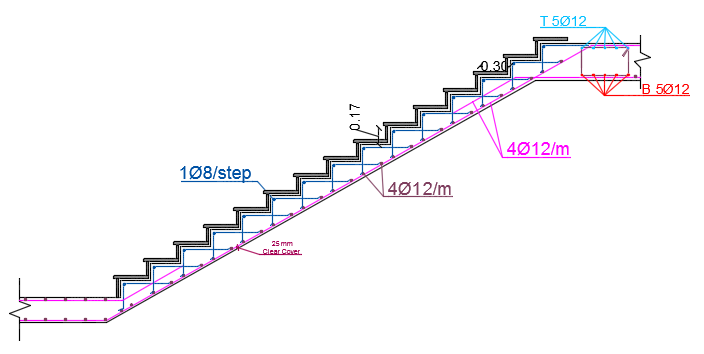 T 5Ø12
0.30
B 5Ø12
0.17
4Ø12/m
1Ø8/step
4Ø12/m
25 mm
Clear Cover